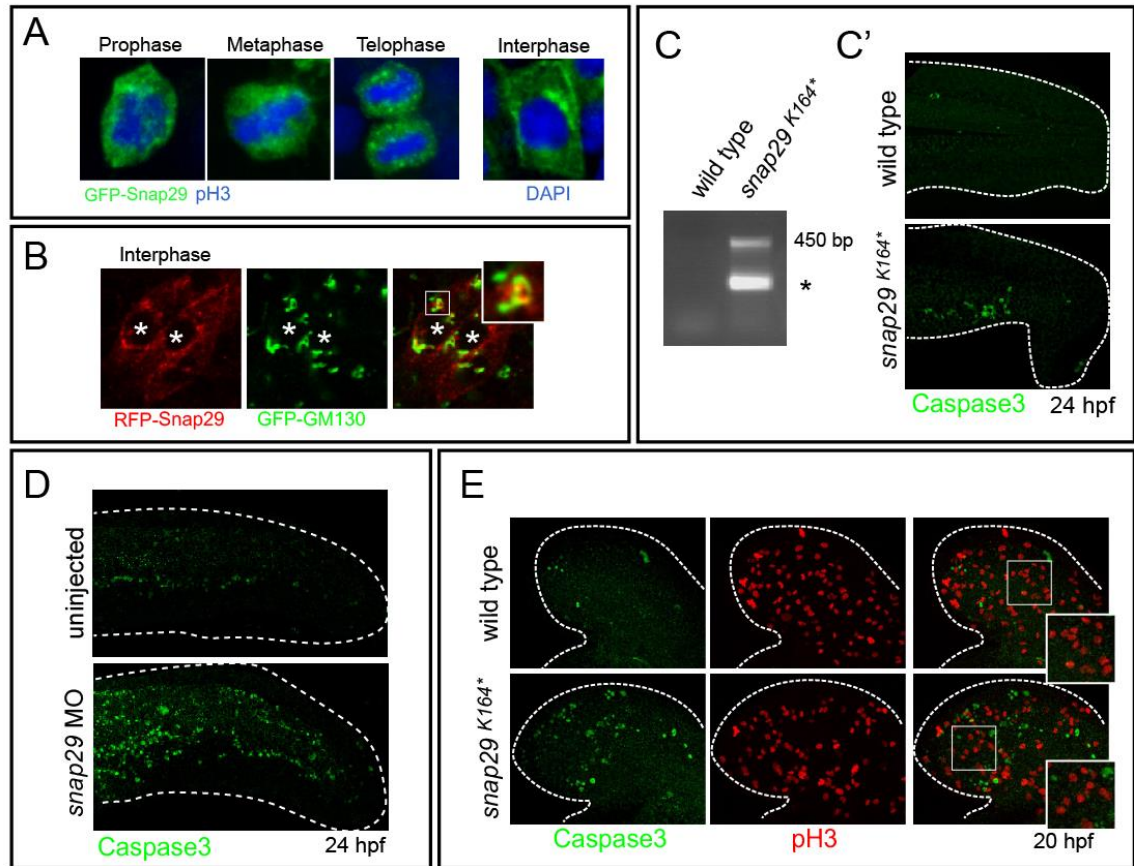 A
Prophase Metaphase Telophase Interphase
GFP-Snap29 pH3 DAPI
B
Interphase
* * * * * *
RFP-Snap29 GFP-GM130
C
wild type
snap29 K164*
450 bp
*
C’
wild type
snap29 K164*
Caspase3 24 hpf
D
uninjected
snap29 MO
Caspase3 24 hpf
E
wild type
snap29 K164*
Caspase3 pH3 20 hpf